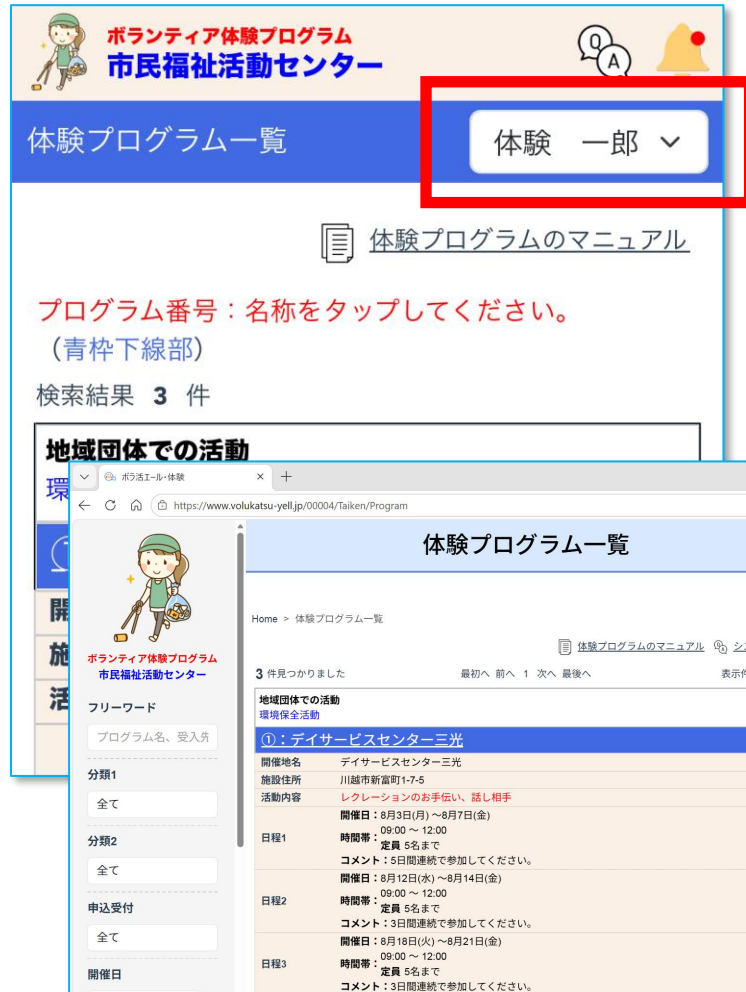 ボランティア体験プログラム
市民福祉活動センター
Q
A
体験プログラム一覧
体験 一郎
体験プログラムのマニュアル
プログラム番号：名称をタップしてください。
（青枠下線部）
検索結果 3 件
地域団体での活動
環
開
施
活
ボラ活エール・体験
https://www.volukatsu-yell.jp/00004/Taiken/Program
体験プログラム一覧
Home > 体験プログラム一覧
体験プログラムのマニュアル
ボランティア体験プログラム
市民福祉活動センター
3 件見つかりました
最初へ 前へ 1 次へ 最後へ
フリーワード
プログラム名、受入先
分類1
全て
分類2
全て
申込受付
全て
開催日
地域団体での活動
環境保全活動
①：デイサービスセンター三光
開催地名 デイサービスセンター三光
施設住所 川越市新富町1-7-5
活動内容 レクレーションのお手伝い、話し相手
日程1
開催日：8月3日(月) ～8月7日(金)
時間帯：09:00 ～ 12:00
定員 5名まで
コメント：5日間連続で参加してください。
日程2
開催日：8月12日(水) ～8月14日(金)
時間帯：09:00 ～ 12:00
定員 5名まで
コメント：3日間連続で参加してください。
日程3
開催日：8月18日(火) ～8月21日(金)
時間帯：09:00 ～ 12:00
定員 5名まで
コメント：3日間連続で参加してください。